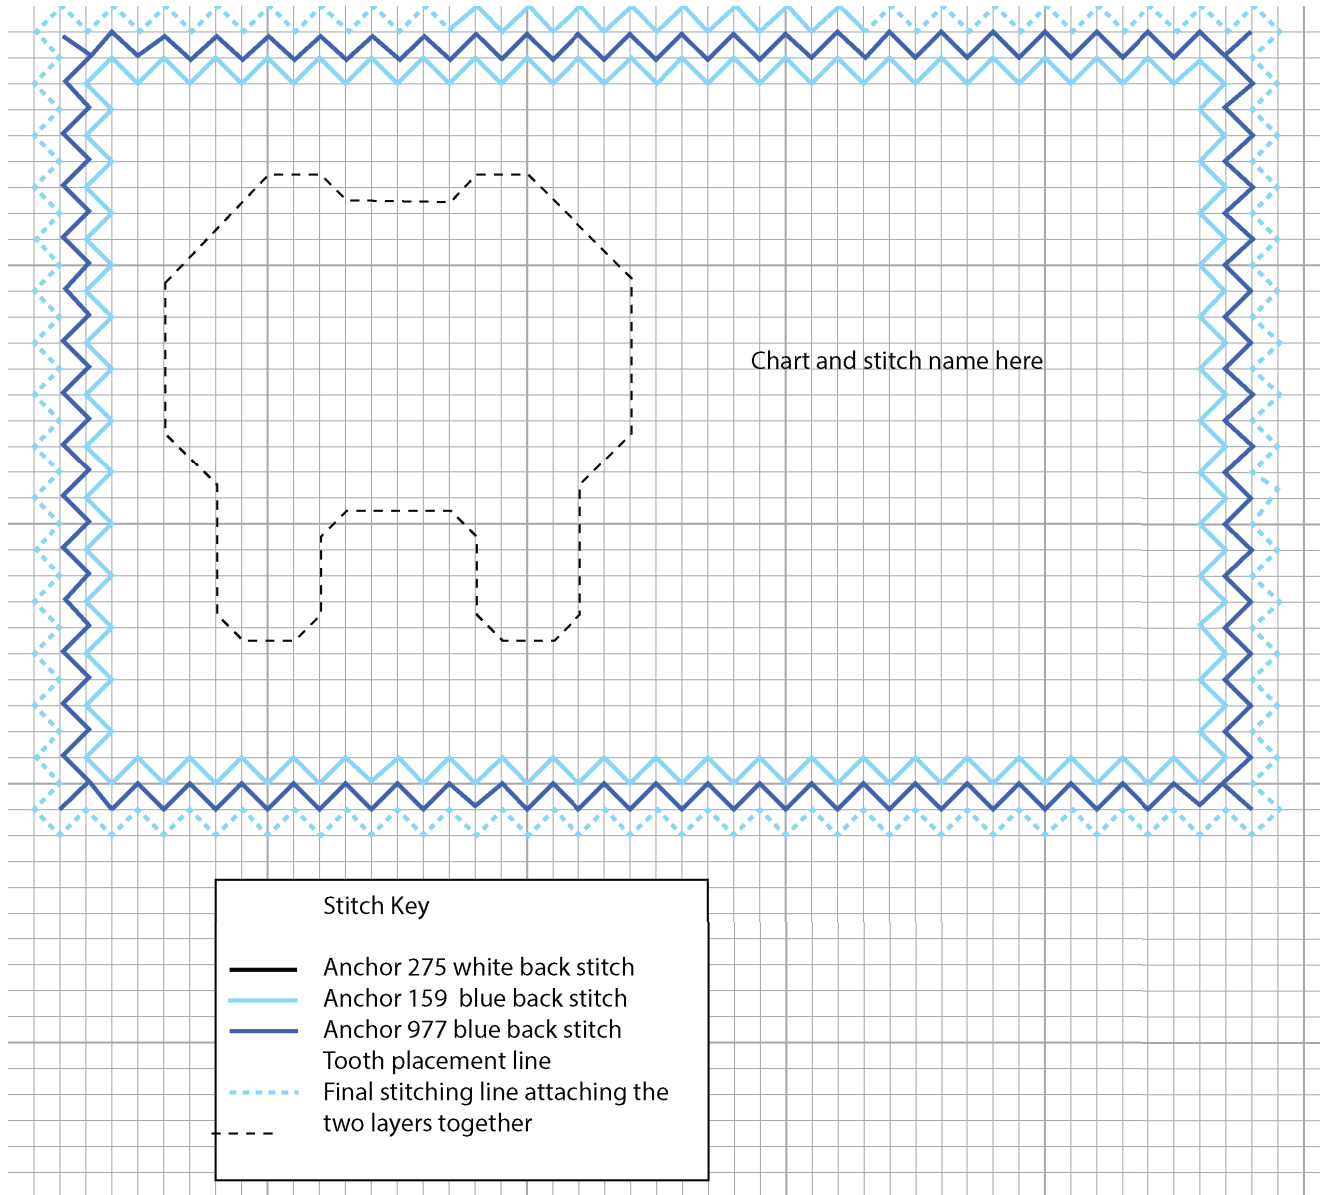 Chart and stitch name here
Stitch Key
Anchor 275 white back stitch
Anchor 159  blue back stitch
Anchor 977 blue back stitch
Tooth placement line
Final stitching line attaching the
two layers together